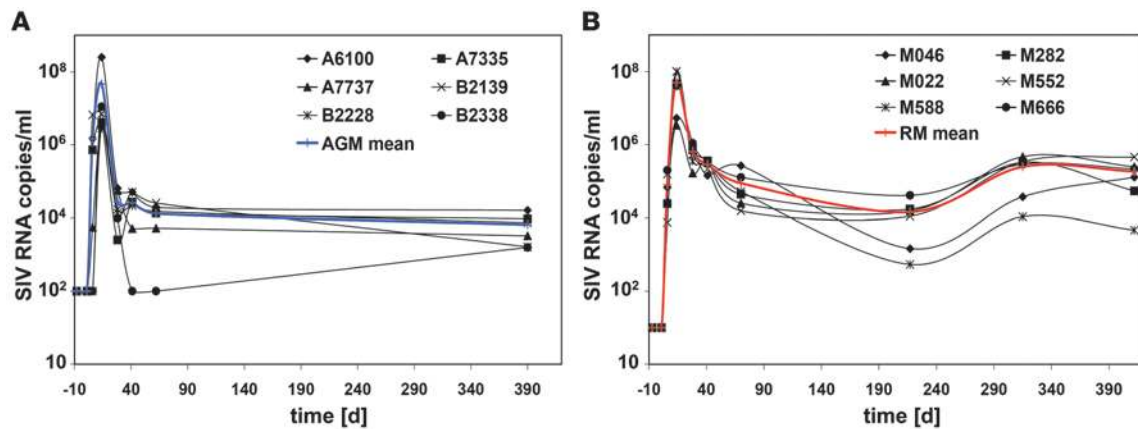 A
A6100 A7335
A7737 B2139
B2228 B2338
AGM mean
SIV RNA copies/ml
10⁸
10⁶
10⁴
10²
10
-10 40 90 140 190 240 290 340 390
time [d]
B
M046 M282
M022 M552
M588 M666
RM mean
SIV RNA copies/ml
10⁸
10⁶
10⁴
10²
10
-10 40 90 140 190 240 290 340 390
time [d]